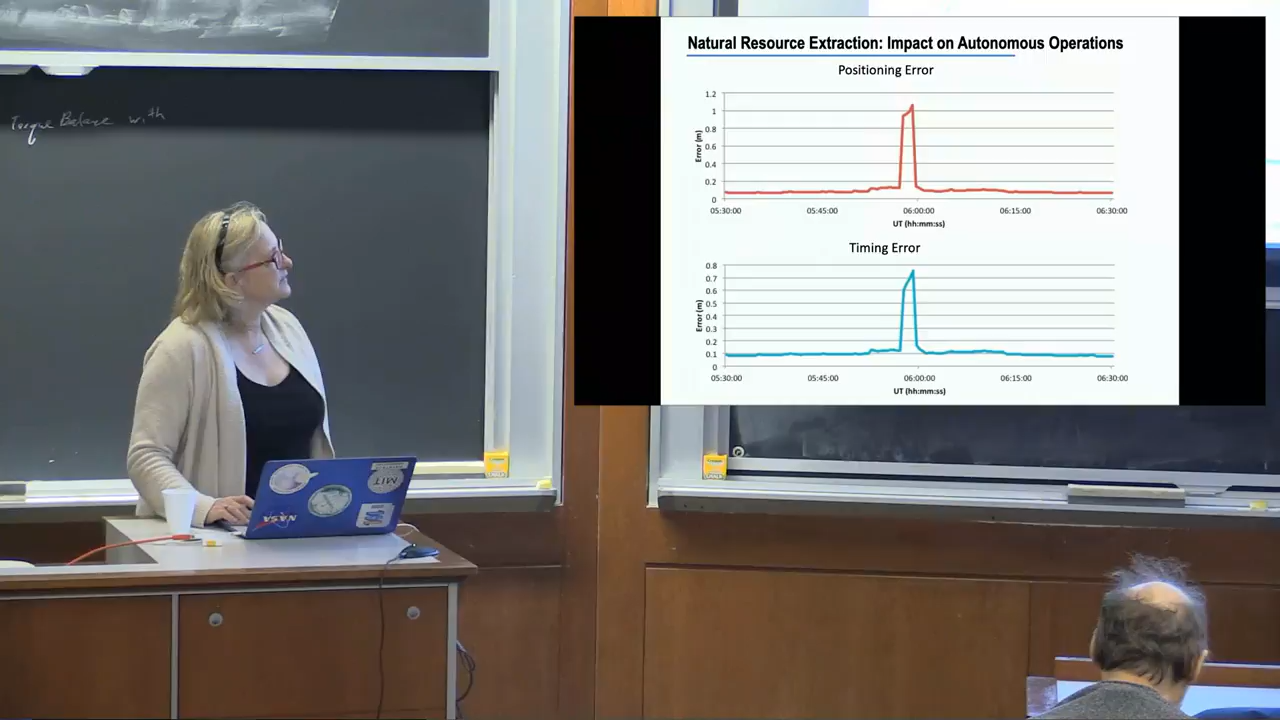 Torque Balance with
Natural Resource Extraction: Impact on Autonomous Operations
Positioning Error
1.2
1
0.8
0.6
0.4
0.2
0
Error (m)
05:30:00 05:45:00 06:00:00 06:15:00 06:30:00
UT (hh:mm:ss)
Timing Error
0.8
0.7
0.6
0.5
0.4
0.3
0.2
0.1
0
Error (m)
05:30:00 05:45:00 06:00:00 06:15:00 06:30:00
UT (hh:mm:ss)
MIT
NASA